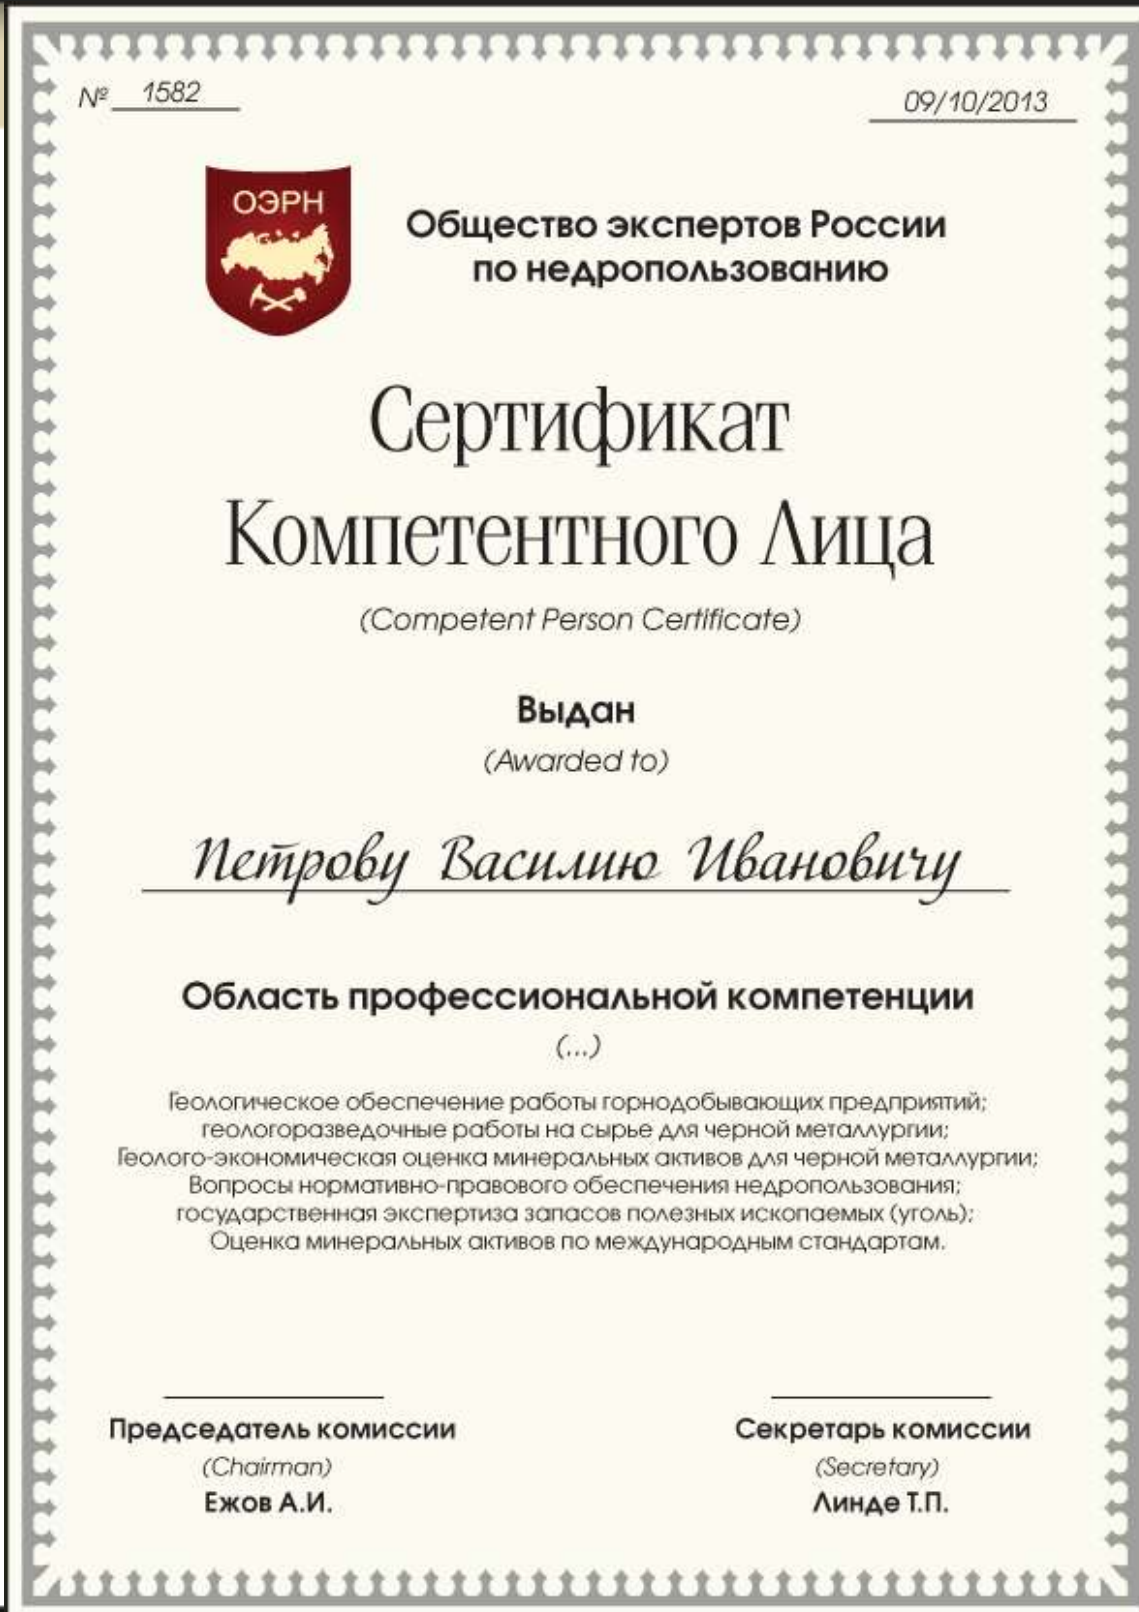 № 1582
09/10/2013
ОЭРН
Общество экспертов России
по недропользованию
Сертификат
Компетентного Лица
(Competent Person Certificate)
Выдан
(Awarded to)
Петрову Василию Ивановичу
Область профессиональной компетенции
(...)
Геологическое обеспечение работы горнодобывающих предприятий;
геологоразведочные работы на сырье для черной металлургии;
Геолого-экономическая оценка минеральных активов для черной металлургии;
Вопросы нормативно-правового обеспечения недропользования;
государственная экспертиза запасов полезных ископаемых (уголь);
Оценка минеральных активов по международным стандартам.
Председатель комиссии
(Chairman)
Ежов А.И.
Секретарь комиссии
(Secretary)
Линде Т.П.